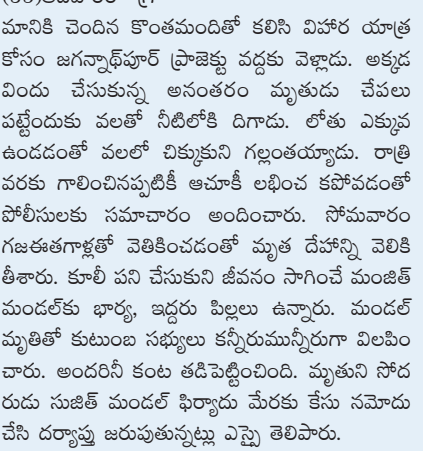 మానికి చెందిన కొంతమందితో కలిసి విహార యాత్ర
కోసం జగన్నాథ్‌పూర్ ప్రాజెక్టు వద్దకు వెళ్లాడు. అక్కడ
విందు చేసుకున్న అనంతరం మృతుడు చేపలు
పట్టేందుకు వలతో నీటిలోకి దిగాడు. లోతు ఎక్కువ
ఉండడంతో వలలో చిక్కుకుని గల్లంతయ్యాడు. రాత్రి
వరకు గాలించినప్పటికీ ఆచూకీ లభించ కపోవడంతో
పోలీసులకు సమాచారం అందించారు. సోమవారం
గజఈతగాళ్లతో వెతికించడంతో మృత దేహాన్ని వెలికి
తీశారు. కూలీ పని చేసుకుని జీవనం సాగించే మంజిత్
మండల్‌కు భార్య, ఇద్దరు పిల్లలు ఉన్నారు. మండల్
మృతితో కుటుంబ సభ్యులు కన్నీరుమున్నీరుగా విలపిం
చారు. అందరినీ కంట తడిపెట్టించింది. మృతుని సోద
రుడు సుజిత్ మండల్ ఫిర్యాదు మేరకు కేసు నమోదు
చేసి దర్యాప్తు జరుపుతున్నట్లు ఎస్సై తెలిపారు.